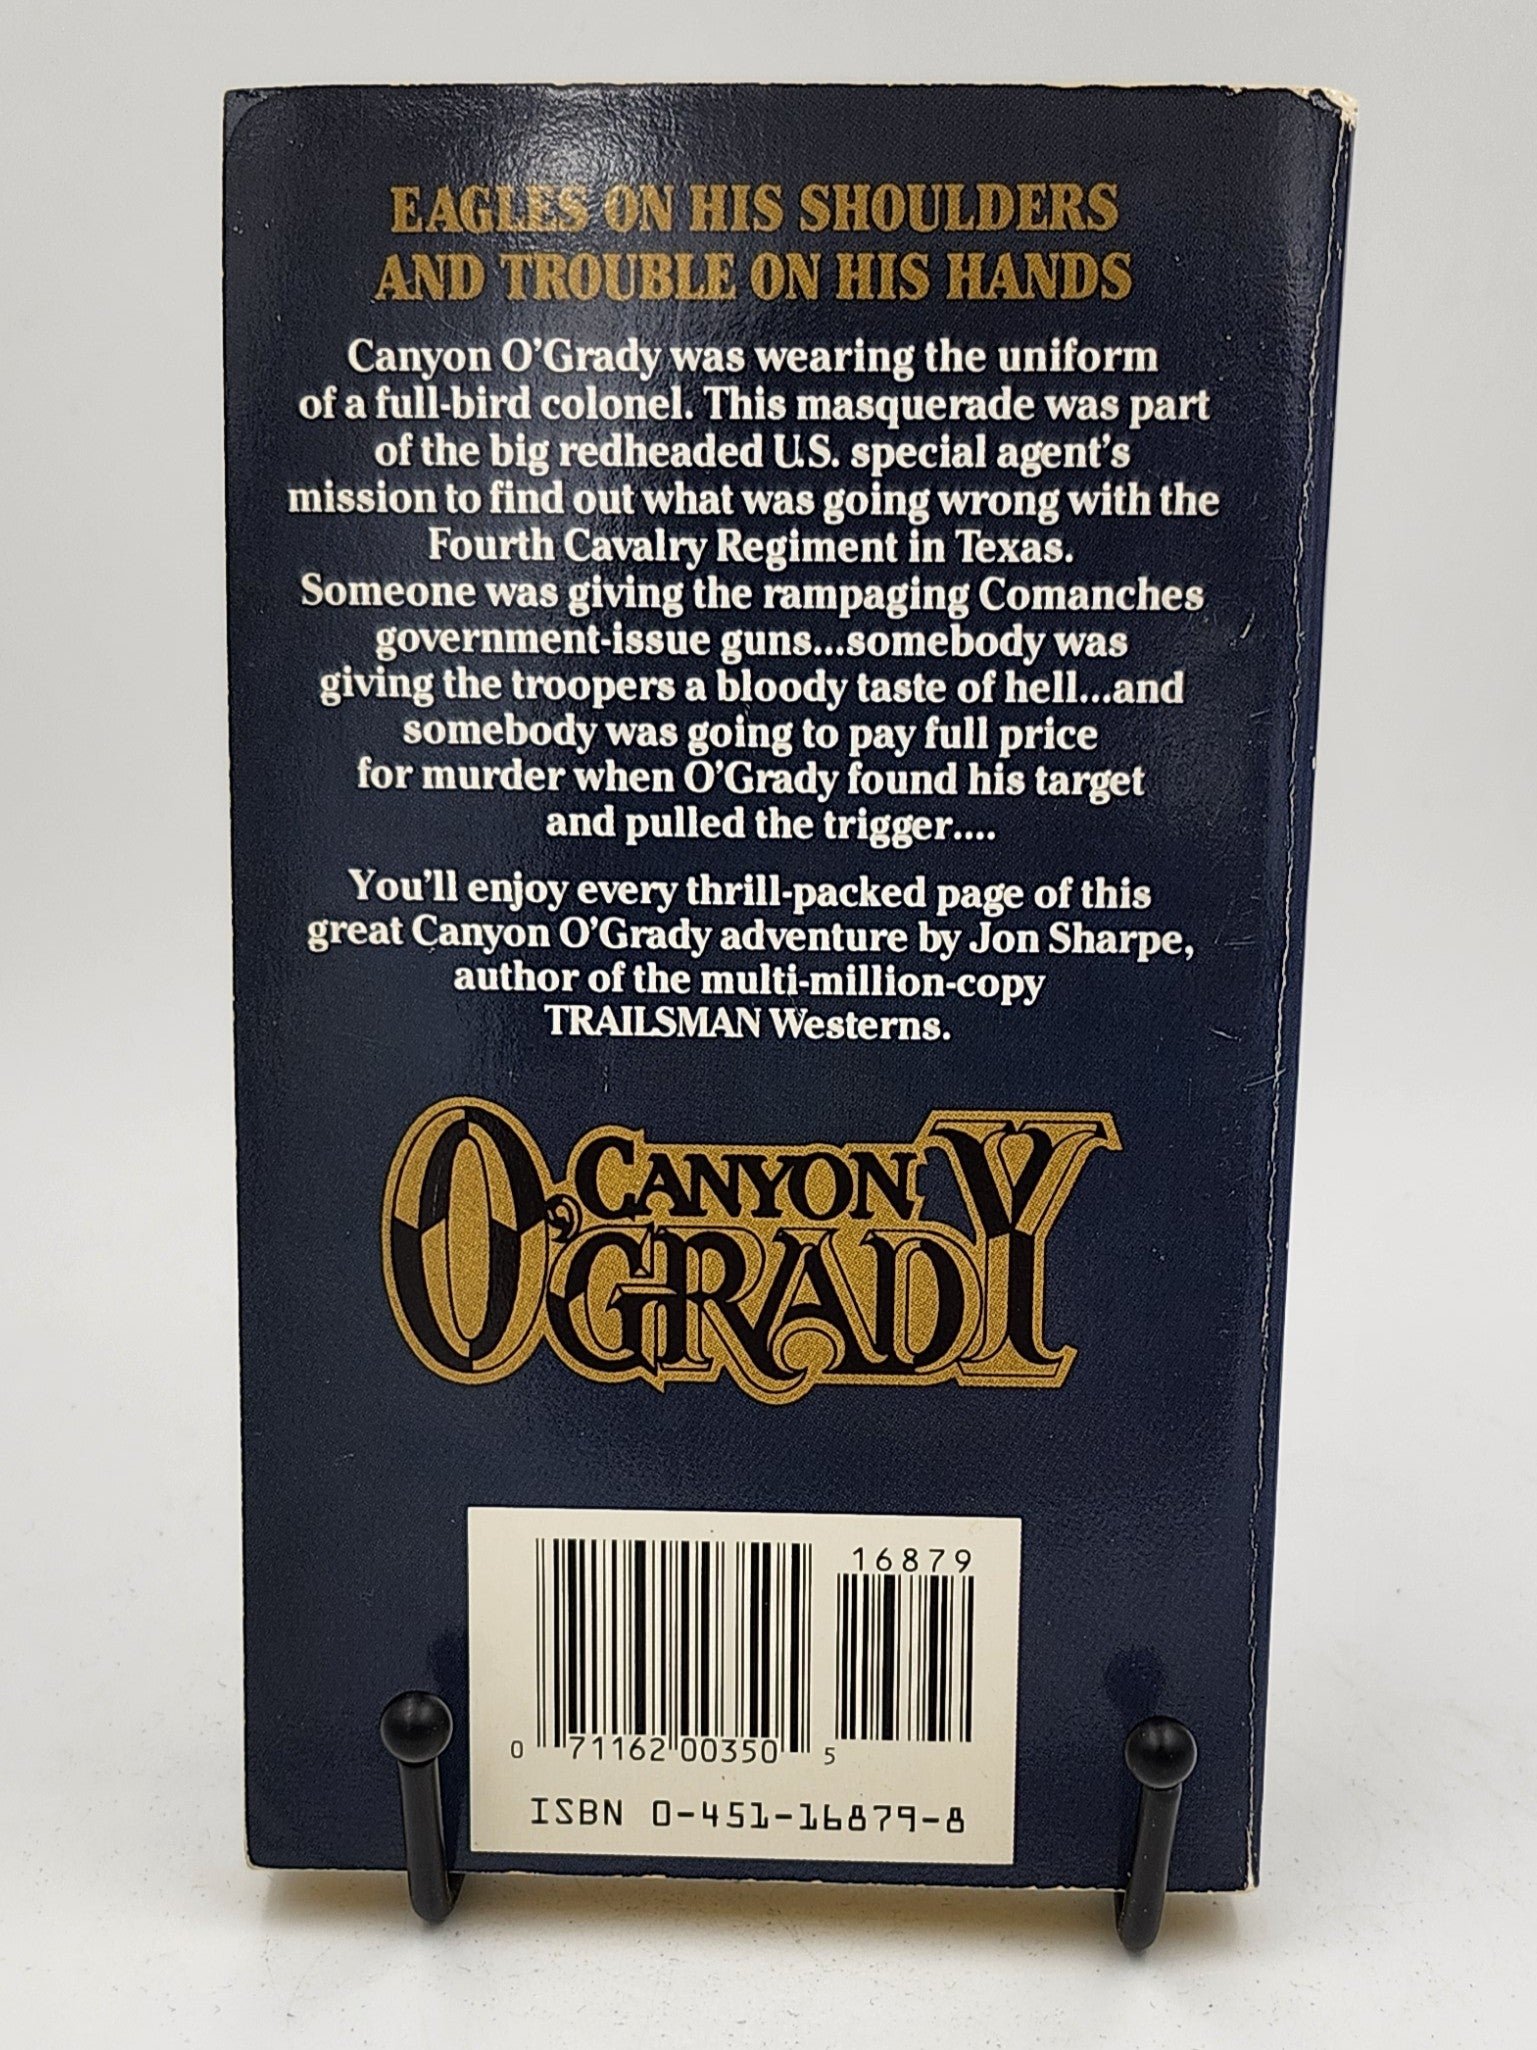 EAGLES ON HIS SHOULDERS
AND TROUBLE ON HIS HANDS
Canyon O'Grady was wearing the uniform
of a full-bird colonel. This masquerade was part
of the big redheaded U.S. special agent's
mission to find out what was going wrong with the
Fourth Cavalry Regiment in Texas.
Someone was giving the rampaging Comanches
government-issue guns...somebody was
giving the troopers a bloody taste of hell...and
somebody was going to pay full price
for murder when O'Grady found his target
and pulled the trigger....
You'll enjoy every thrill-packed page of this
great Canyon O'Grady adventure by Jon Sharpe,
author of the multi-million-copy
TRAILSMAN Westerns.
CANYON
O'GRADY
16879
0 71162 00350 5
ISBN 0-451-16879-8